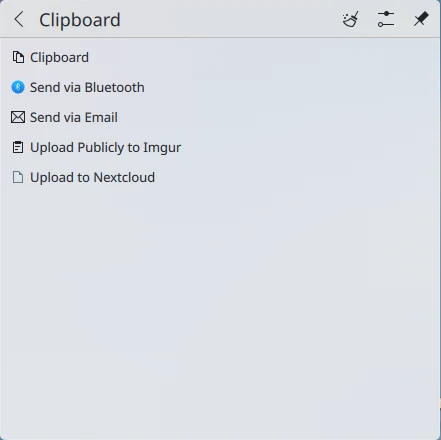 Clipboard
Clipboard
Send via Bluetooth
Send via Email
Upload Publicly to Imgur
Upload to Nextcloud